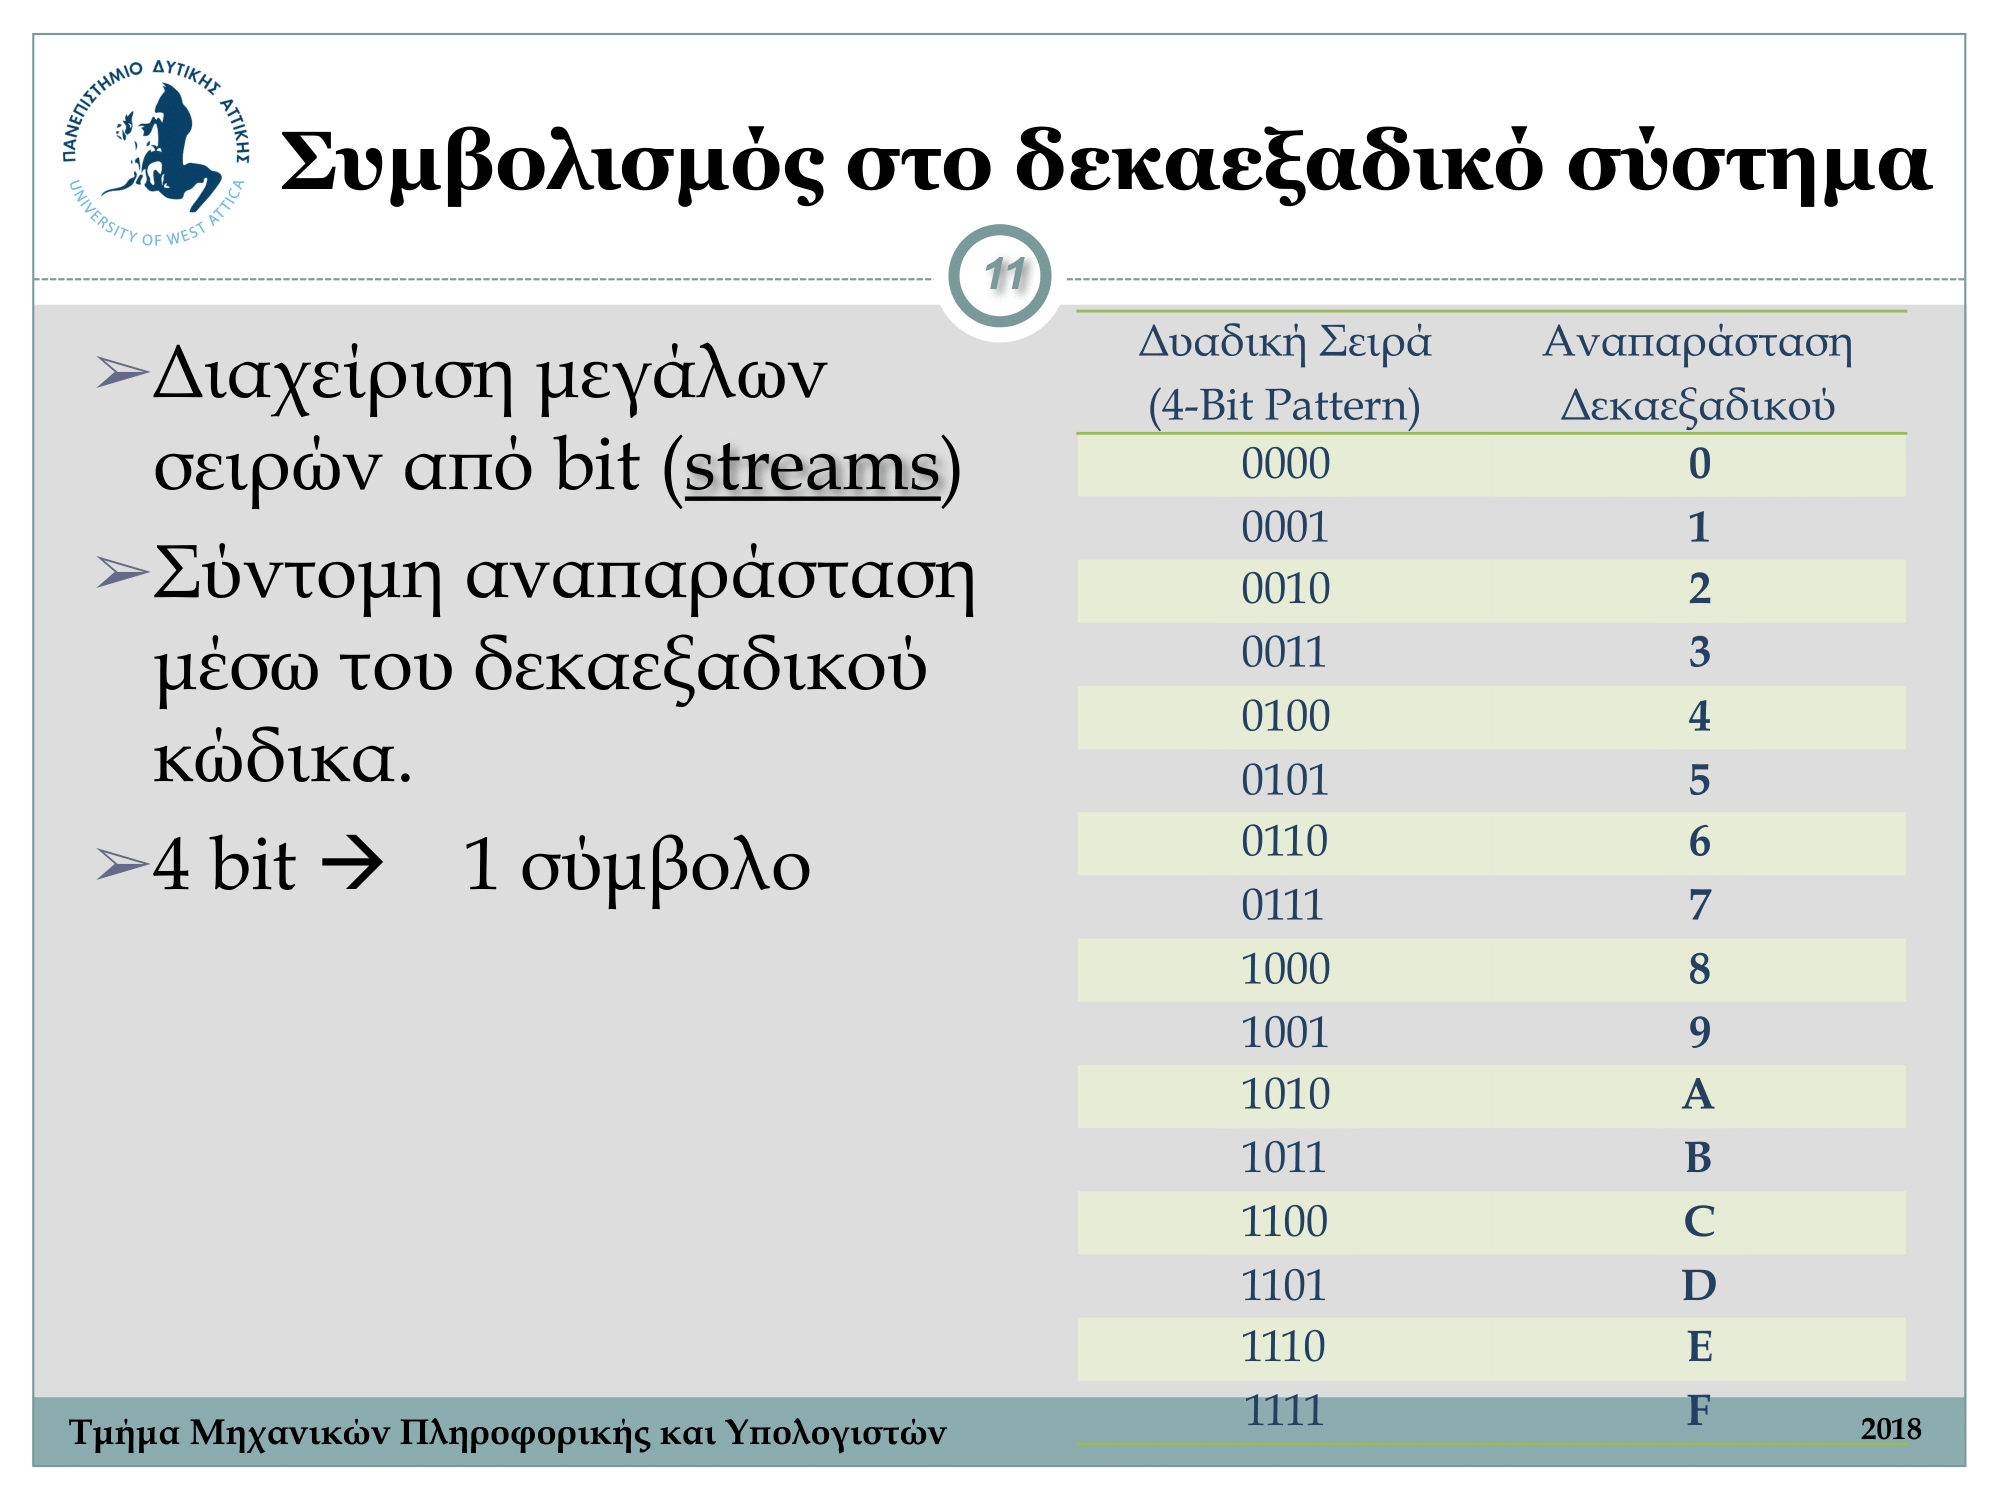 ΠΑΝΕΠΙΣΤΗΜΙΟ ΔΥΤΙΚΗΣ ΑΤΤΙΚΗΣ
UNIVERSITY OF WEST ATTICA
Συμβολισμός στο δεκαεξαδικό σύστημα
11
➢Διαχείριση μεγάλων
σειρών από bit (streams)
➢Σύντομη αναπαράσταση
μέσω του δεκαεξαδικού
κώδικα.
➢4 bit → 1 σύμβολο
Δυαδική Σειρά Αναπαράσταση
(4-Bit Pattern) Δεκαεξαδικού
0000 0
0001 1
0010 2
0011 3
0100 4
0101 5
0110 6
0111 7
1000 8
1001 9
1010 A
1011 B
1100 C
1101 D
1110 E
1111 F
Τμήμα Μηχανικών Πληροφορικής και Υπολογιστών 2018